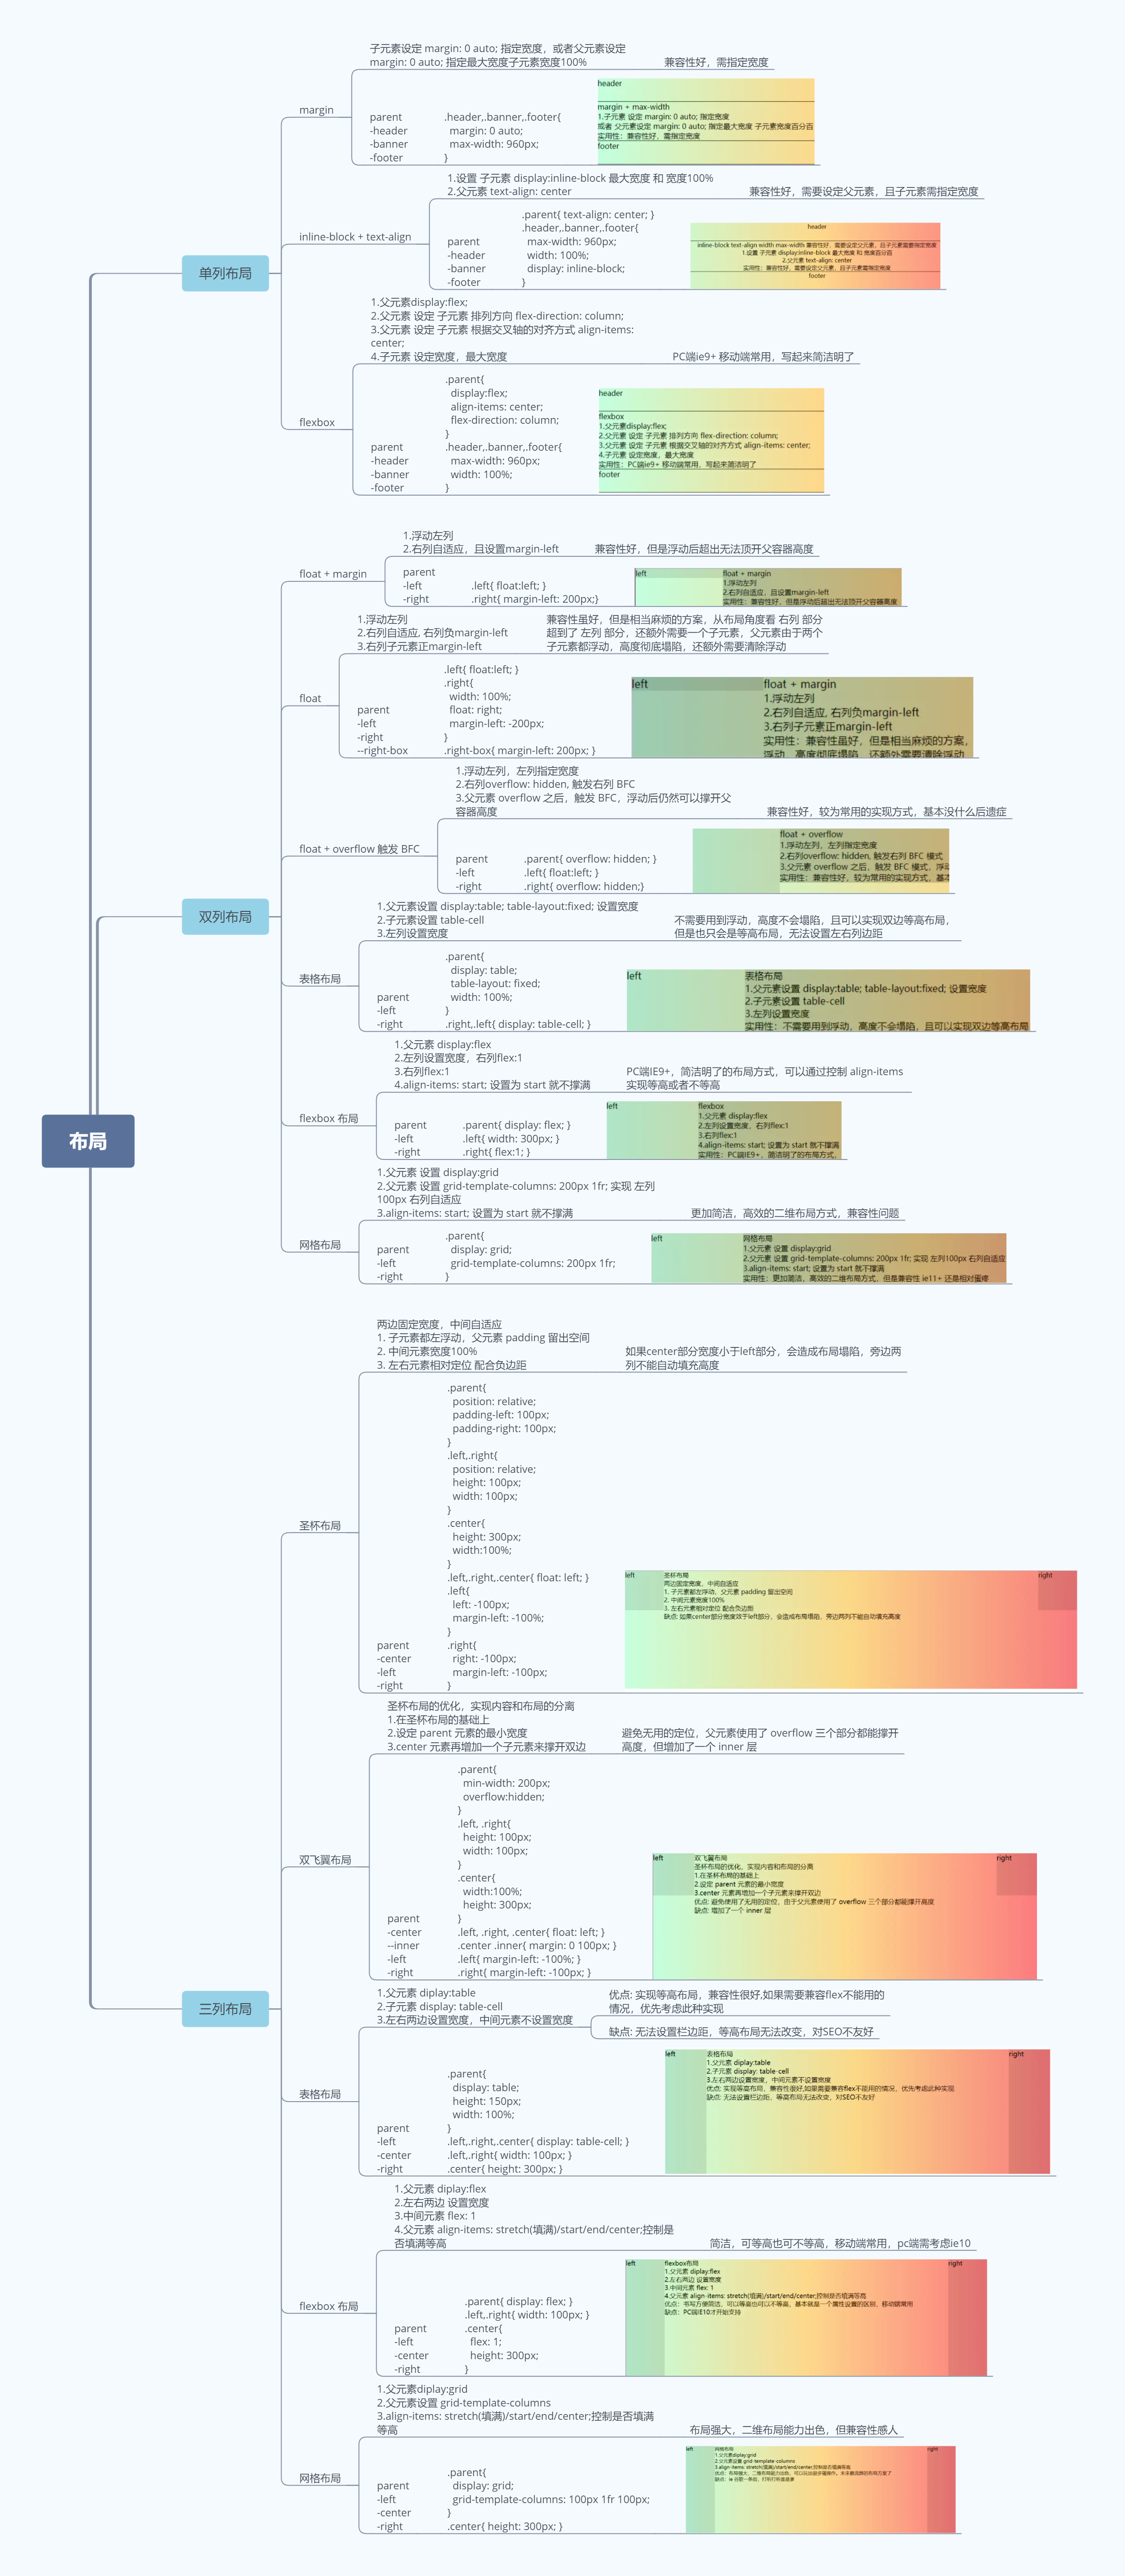 布局
单列布局
margin
子元素设定 margin: 0 auto; 指定宽度，或者父元素设定
margin: 0 auto; 指定最大宽度子元素宽度100%
兼容性好，需指定宽度
parent
-header
-banner
-footer
.header,.banner,.footer{
margin: 0 auto;
max-width: 960px;
}
header
margin + max-width
1.子元素 设定 margin: 0 auto; 指定宽度
或者 父元素设定 margin: 0 auto; 指定最大宽度 子元素宽度百分百
实用性：兼容性好，需指定宽度
footer
inline-block + text-align
1.设置 子元素 display:inline-block 最大宽度 和 宽度100%
2.父元素 text-align: center
兼容性好，需要设定父元素，且子元素需指定宽度
parent
-header
-banner
-footer
.parent{ text-align: center; }
.header,.banner,.footer{
max-width: 960px;
width: 100%;
display: inline-block;
}
header
inline-block text-align width max-width 兼容性好，需要设定父元素，且子元素需要指定宽度
1.设置 子元素 display:inline-block 最大宽度 和 宽度百分百
2.父元素 text-align: center
实用性：兼容性好，需要设定父元素，且子元素需指定宽度
footer
flexbox
1.父元素display:flex;
2.父元素 设定 子元素 排列方向 flex-direction: column;
3.父元素 设定 子元素 根据交叉轴的对齐方式 align-items:
center;
4.子元素 设定宽度，最大宽度
PC端ie9+ 移动端常用，写起来简洁明了
parent
-header
-banner
-footer
.parent{
display:flex;
align-items: center;
flex-direction: column;
}
.header,.banner,.footer{
max-width: 960px;
width: 100%;
}
header
flexbox
1.父元素display:flex;
2.父元素 设定 子元素 排列方向 flex-direction: column;
3.父元素 设定 子元素 根据交叉轴的对齐方式 align-items: center;
4.子元素 设定宽度，最大宽度
实用性：PC端ie9+ 移动端常用，写起来简洁明了
footer
双列布局
float + margin
1.浮动左列
2.右列自适应，且设置margin-left
兼容性好，但是浮动后超出无法顶开父容器高度
parent
-left
-right
.left{ float:left; }
.right{ margin-left: 200px;}
left
float + margin
1.浮动左列
2.右列自适应，且设置margin-left
实用性：兼容性好，但是浮动后超出无法顶开父容器高度
float
1.浮动左列
2.右列自适应, 右列负margin-left
3.右列子元素正margin-left
兼容性虽好，但是相当麻烦的方案，从布局角度看 右列 部分
超到了 左列 部分，还额外需要一个子元素，父元素由于两个
子元素都浮动，高度彻底塌陷，还额外需要清除浮动
parent
-left
-right
--right-box
.left{ float:left; }
.right{
width: 100%;
float: right;
margin-left: -200px;
}
.right-box{ margin-left: 200px; }
left
float + margin
1.浮动左列
2.右列自适应, 右列负margin-left
3.右列子元素正margin-left
实用性：兼容性虽好，但是相当麻烦的方案，
浮动，高度彻底塌陷，还额外需要清除浮动
float + overflow 触发 BFC
1.浮动左列，左列指定宽度
2.右列overflow: hidden, 触发右列 BFC
3.父元素 overflow 之后，触发 BFC，浮动后仍然可以撑开父
容器高度
兼容性好，较为常用的实现方式，基本没什么后遗症
parent
-left
-right
.parent{ overflow: hidden; }
.left{ float:left; }
.right{ overflow: hidden;}
float + overflow
1.浮动左列，左列指定宽度
2.右列overflow: hidden, 触发右列 BFC 模式
3.父元素 overflow 之后，触发 BFC 模式，浮动
实用性：兼容性好，较为常用的实现方式，基本
表格布局
1.父元素设置 display:table; table-layout:fixed; 设置宽度
2.子元素设置 table-cell
3.左列设置宽度
不需要用到浮动，高度不会塌陷，且可以实现双边等高布局，
但是也只会是等高布局，无法设置左右列边距
parent
-left
-right
.parent{
display: table;
table-layout: fixed;
width: 100%;
}
.right,.left{ display: table-cell; }
left
表格布局
1.父元素设置 display:table; table-layout:fixed; 设置宽度
2.子元素设置 table-cell
3.左列设置宽度
实用性：不需要用到浮动，高度不会塌陷，且可以实现双边等高布局
flexbox 布局
1.父元素 display:flex
2.左列设置宽度，右列flex:1
3.右列flex:1
4.align-items: start; 设置为 start 就不撑满
PC端IE9+，简洁明了的布局方式，可以通过控制 align-items
实现等高或者不等高
parent
-left
-right
.parent{ display: flex; }
.left{ width: 300px; }
.right{ flex:1; }
left
flexbox
1.父元素 display:flex
2.左列设置宽度，右列flex:1
3.右列flex:1
4.align-items: start; 设置为 start 就不撑满
实用性：PC端IE9+，简洁明了的布局方式，
网格布局
1.父元素 设置 display:grid
2.父元素 设置 grid-template-columns: 200px 1fr; 实现 左列
100px 右列自适应
3.align-items: start; 设置为 start 就不撑满
更加简洁，高效的二维布局方式，兼容性问题
parent
-left
-right
.parent{
display: grid;
grid-template-columns: 200px 1fr;
}
left
网格布局
1.父元素 设置 display:grid
2.父元素 设置 grid-template-columns: 200px 1fr; 实现 左列100px 右列自适应
3.align-items: start; 设置为 start 就不撑满
实用性：更加简洁，高效的二维布局方式，但是兼容性 ie11+ 还是相对蛋疼
三列布局
圣杯布局
两边固定宽度，中间自适应
1. 子元素都左浮动，父元素 padding 留出空间
2. 中间元素宽度100%
3. 左右元素相对定位 配合负边距
如果center部分宽度小于left部分，会造成布局塌陷，旁边两
列不能自动填充高度
parent
-center
-left
-right
.parent{
position: relative;
padding-left: 100px;
padding-right: 100px;
}
.left,.right{
position: relative;
height: 100px;
width: 100px;
}
.center{
height: 300px;
width:100%;
}
.left,.right,.center{ float: left; }
.left{
left: -100px;
margin-left: -100%;
}
.right{
right: -100px;
margin-left: -100px;
}
left
圣杯布局
两边固定宽度，中间自适应
1. 子元素都左浮动，父元素 padding 留出空间
2. 中间元素宽度100%
3. 左右元素相对定位 配合负边距
缺点: 如果center部分宽度效于left部分，会造成布局塌陷，旁边两列不能自动填充高度
right
双飞翼布局
圣杯布局的优化，实现内容和布局的分离
1.在圣杯布局的基础上
2.设定 parent 元素的最小宽度
3.center 元素再增加一个子元素来撑开双边
避免无用的定位，父元素使用了 overflow 三个部分都能撑开
高度，但增加了一个 inner 层
parent
-center
--inner
-left
-right
.parent{
min-width: 200px;
overflow:hidden;
}
.left, .right{
height: 100px;
width: 100px;
}
.center{
width:100%;
height: 300px;
}
.left, .right, .center{ float: left; }
.center .inner{ margin: 0 100px; }
.left{ margin-left: -100%; }
.right{ margin-left: -100px; }
left
双飞翼布局
圣杯布局的优化，实现内容和布局的分离
1.在圣杯布局的基础上
2.设定 parent 元素的最小宽度
3.center 元素再增加一个子元素来撑开双边
优点: 避免使用了无用的定位，由于父元素使用了 overflow 三个部分都能撑开高度
缺点: 增加了一个 inner 层
right
表格布局
1.父元素 diplay:table
2.子元素 display: table-cell
3.左右两边设置宽度，中间元素不设置宽度
优点: 实现等高布局，兼容性很好,如果需要兼容flex不能用的
情况，优先考虑此种实现
缺点: 无法设置栏边距，等高布局无法改变，对SEO不友好
parent
-left
-center
-right
.parent{
display: table;
height: 150px;
width: 100%;
}
.left,.right,.center{ display: table-cell; }
.left,.right{ width: 100px; }
.center{ height: 300px; }
left
表格布局
1.父元素 diplay:table
2.子元素 display: table-cell
3.左右两边设置宽度，中间元素不设置宽度
优点: 实现等高布局，兼容性很好,如果需要兼容flex不能用的情况，优先考虑此种实现
缺点: 无法设置栏边距，等高布局无法改变，对SEO不友好
right
flexbox 布局
1.父元素 diplay:flex
2.左右两边 设置宽度
3.中间元素 flex: 1
4.父元素 align-items: stretch(填满)/start/end/center;控制是
否填满等高
简洁，可等高也可不等高，移动端常用，pc端需考虑ie10
parent
-left
-center
-right
.parent{ display: flex; }
.left,.right{ width: 100px; }
.center{
flex: 1;
height: 300px;
}
left
flexbox布局
1.父元素 diplay:flex
2.左右两边 设置宽度
3.中间元素 flex: 1
4.父元素 align-items: stretch(填满)/start/end/center;控制是否填满等高
优点：书写方便简洁，可以等高也可以不等高，基本就是一个属性设置的区别，移动端常用
缺点：PC端IE10才开始支持
right
网格布局
1.父元素diplay:grid
2.父元素设置 grid-template-columns
3.align-items: stretch(填满)/start/end/center;控制是否填满
等高
布局强大，二维布局能力出色，但兼容性感人
parent
-left
-center
-right
.parent{
display: grid;
grid-template-columns: 100px 1fr 100px;
}
.center{ height: 300px; }
left
网格布局
1.父元素diplay:grid
2.父元素设置 grid-template-columns
3.align-items: stretch(填满)/start/end/center;控制是否填满等高
right